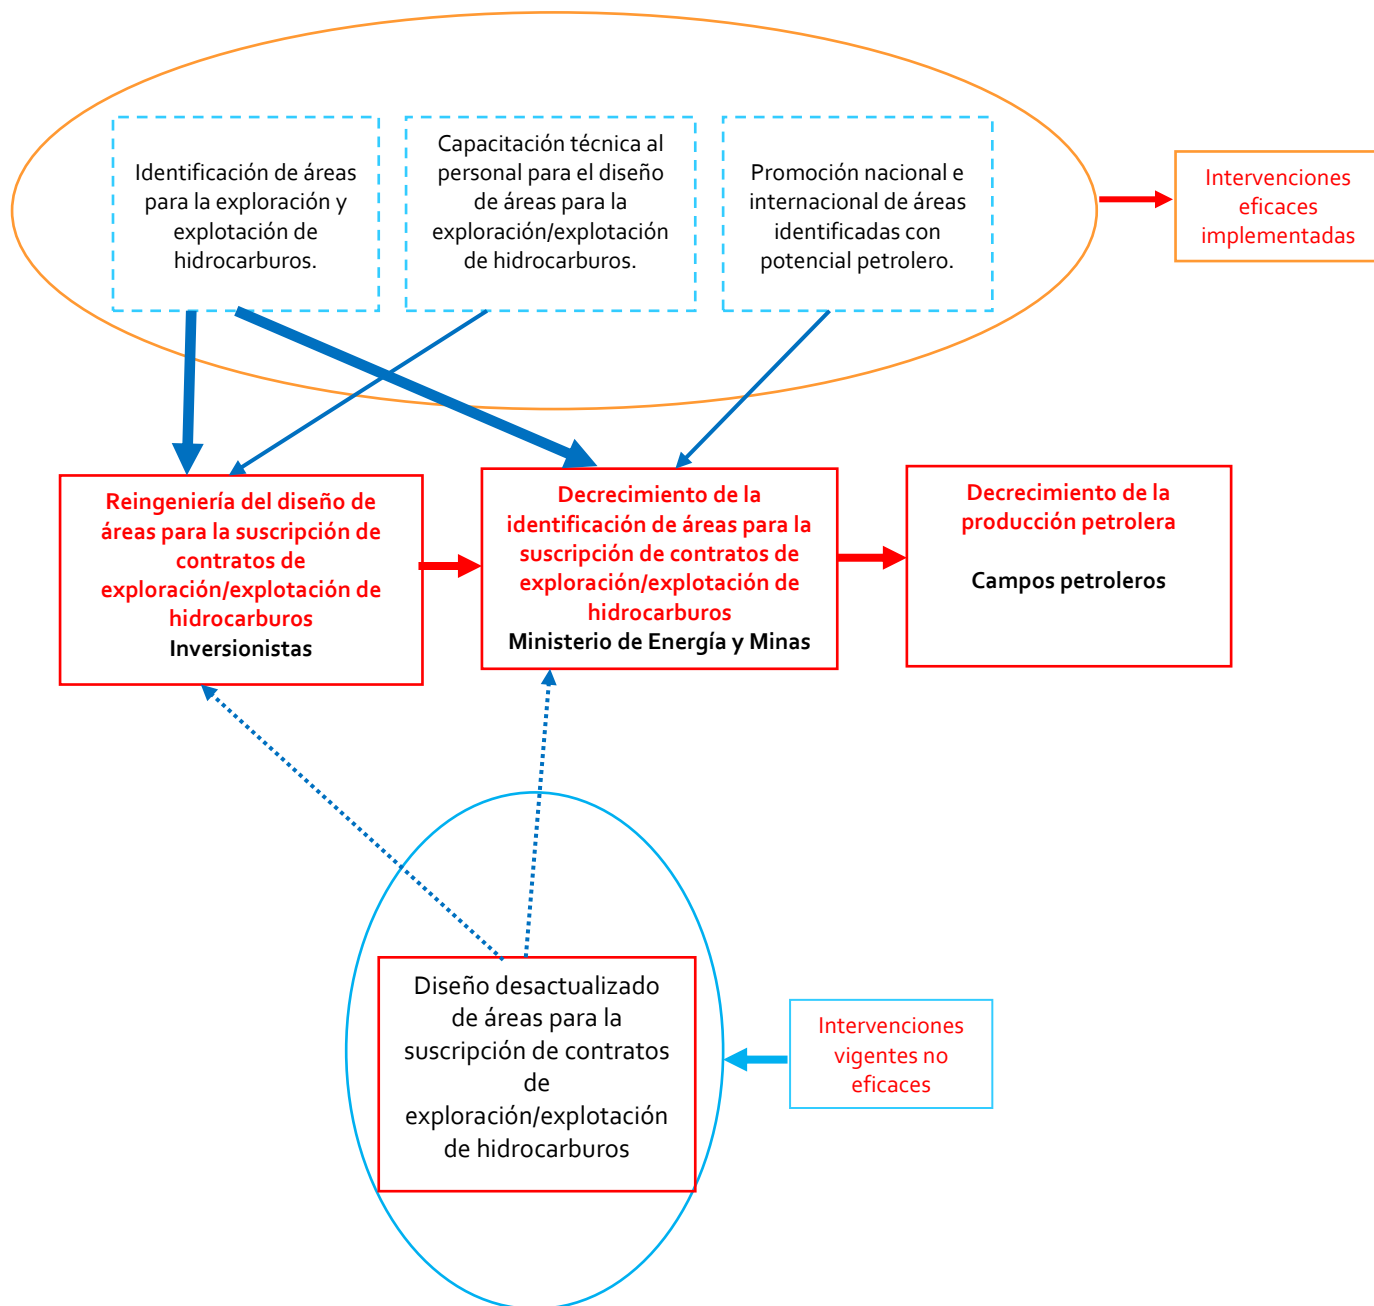 Identificación de áreas
para la exploración y
explotación de
hidrocarburos.
Capacitación técnica al
personal para el diseño
de áreas para la
exploración/explotación
de hidrocarburos.
Promoción nacional e
internacional de áreas
identificadas con
potencial petrolero.
Intervenciones
eficaces
implementadas
Reingeniería del diseño de
áreas para la suscripción de
contratos de
exploración/explotación de
hidrocarburos
Inversionistas
Decrecimiento de la
identificación de áreas para la
suscripción de contratos de
exploración/explotación de
hidrocarburos
Ministerio de Energía y Minas
Decrecimiento de la
producción petrolera
Campos petroleros
Diseño desactualizado
de áreas para la
suscripción de contratos
de
exploración/explotación
de hidrocarburos
Intervenciones
vigentes no
eficaces